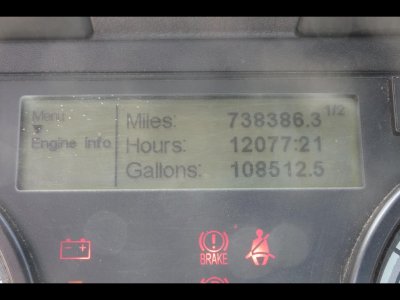 1/2
Menu
Miles: 738386.3
Engine info
Hours: 12077:21
Gallons: 108512.5
BRAKE